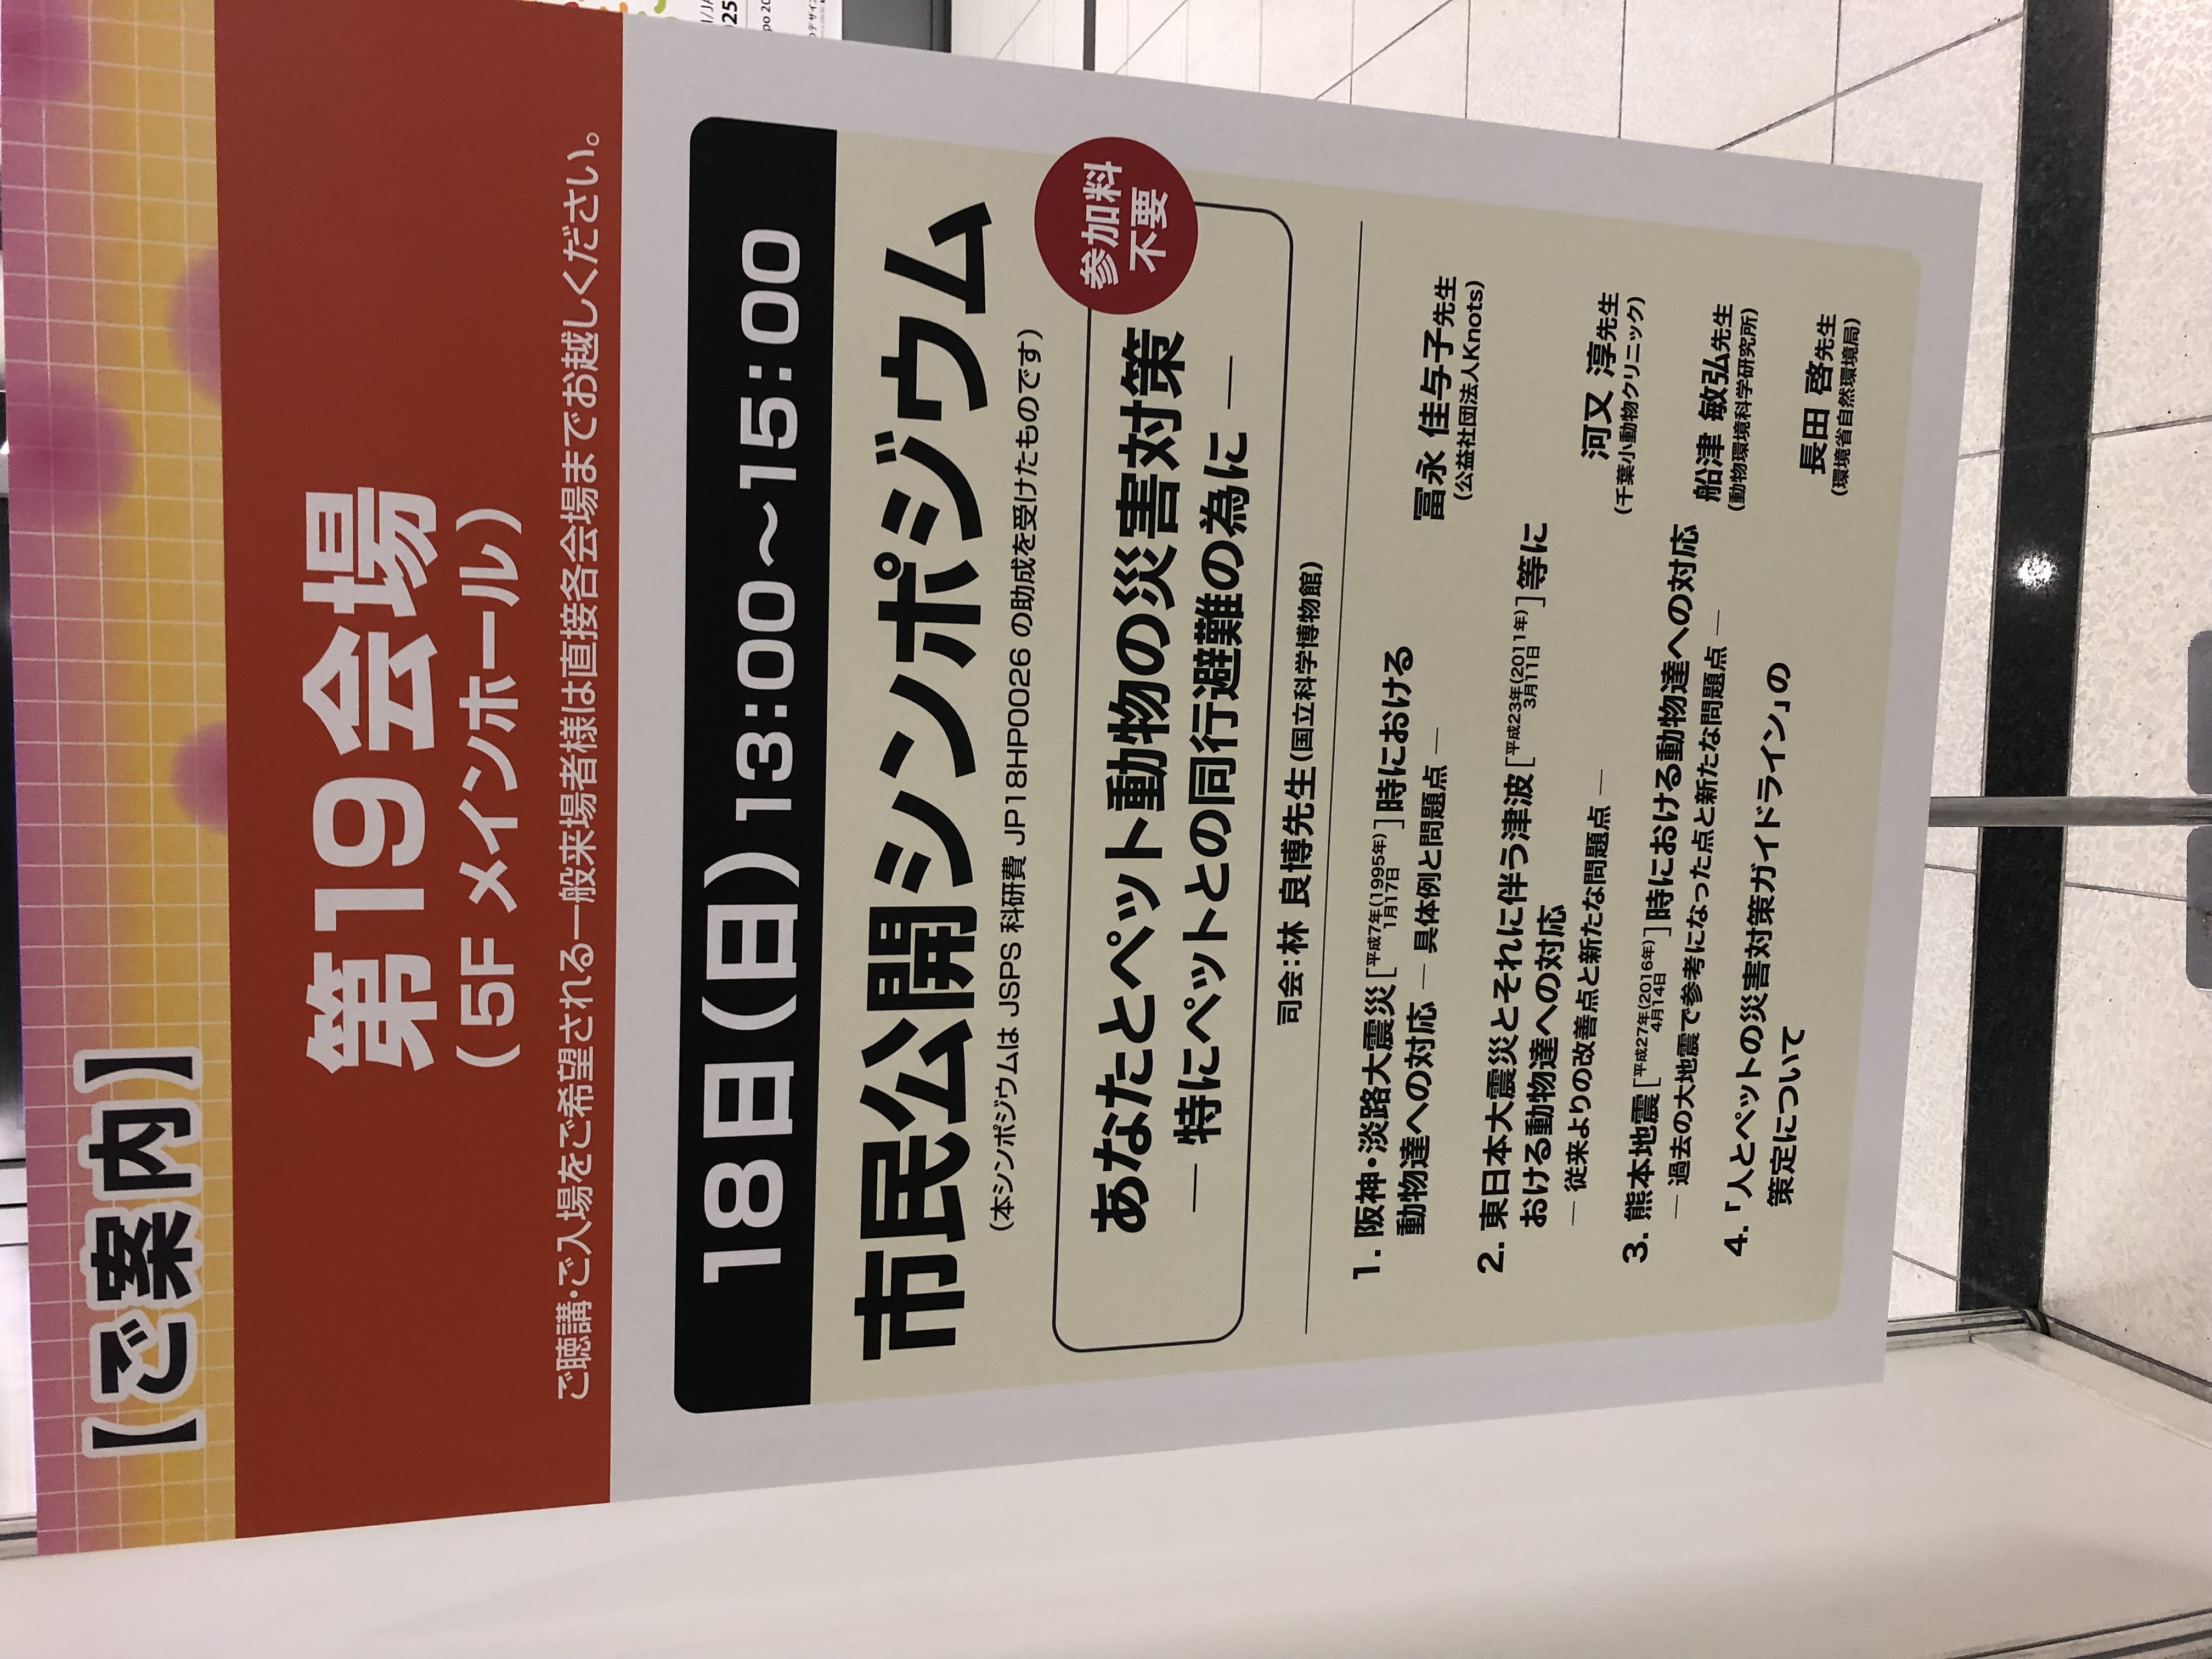 【ご案内】
第19会場
（5F メインホール）
ご聴講・ご入場をご希望される一般来場者様は直接各会場までお越しください。
18日（日）13:00～15:00
市民公開シンポジウム
（本シンポジウムは JSPS 科研費 JP18HP0026 の助成を受けたものです）
参加料
不要
あなたとペット動物の災害対策
― 特にペットとの同行避難の為に ―
司会：林 良博先生（国立科学博物館）
1. 阪神・淡路大震災［平成7年(1995年)1月17日］時における
動物達への対応 ― 具体例と問題点 ―
冨永 佳与子先生
（公益社団法人Knots）
2. 東日本大震災とそれに伴う津波［平成23年(2011年)3月11日］等に
おける動物達への対応
― 従来よりの改善点と新たな問題点 ―
河又 淳先生
（千葉小動物クリニック）
3. 熊本地震［平成27年(2016年)4月14日］時における動物達への対応
― 過去の大地震で参考になった点と新たな問題点 ―
船津 敏弘先生
（動物環境科学研究所）
4. 「人とペットの災害対策ガイドライン」の
策定について
長田 啓先生
（環境省自然環境局）